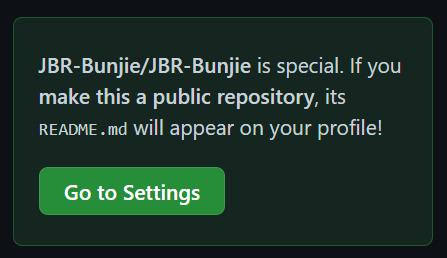 JBR-Bunjie/JBR-Bunjie is special. If you
make this a public repository, its
README.md will appear on your profile!
Go to Settings